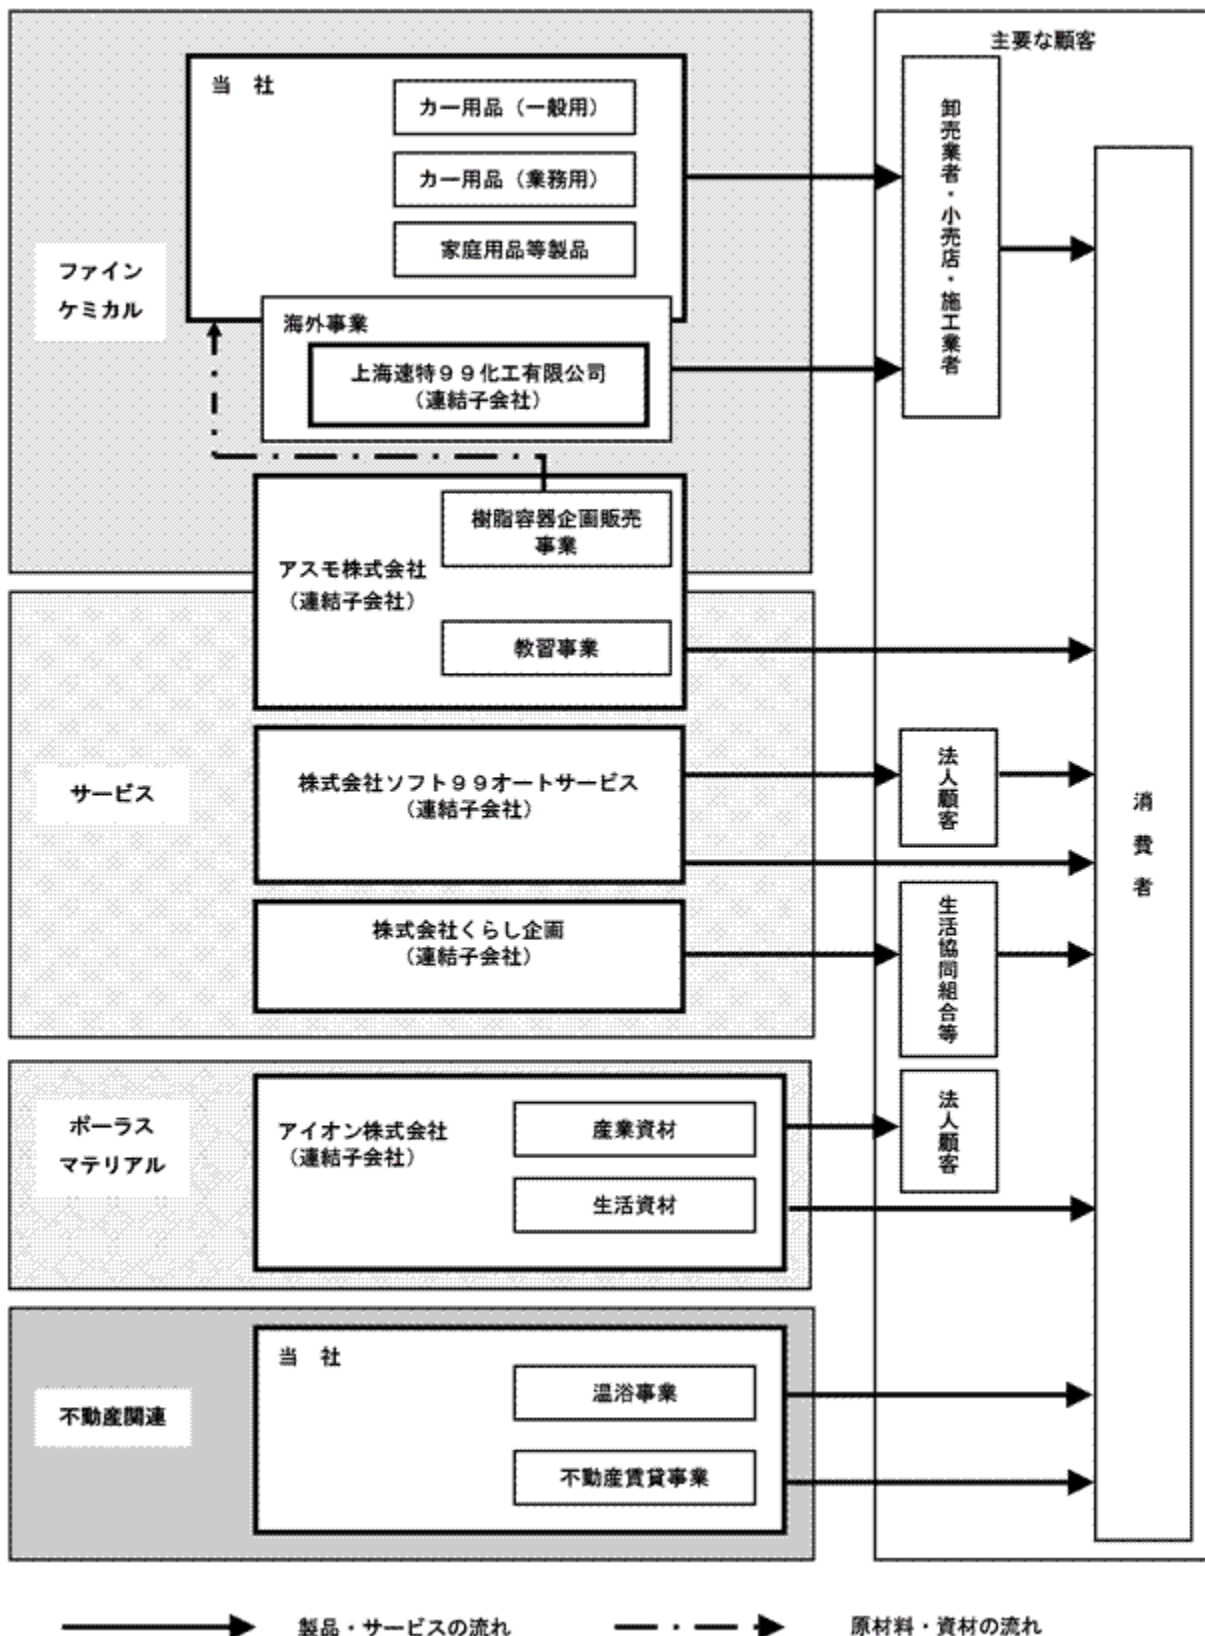 主要な顧客
当 社
カー用品（一般用）
カー用品（業務用）
家庭用品等製品
ファイン
ケミカル
海外事業
上海速特９９化工有限公司
（連結子会社）
卸売業者・小売店・施工業者
樹脂容器企画販売
事業
アスモ株式会社
（連結子会社）
教習事業
サービス
株式会社ソフト９９オートサービス
（連結子会社）
法人顧客
消費者
株式会社くらし企画
（連結子会社）
生活協同組合等
ポーラス
マテリアル
アイオン株式会社
（連結子会社）
産業資材
生活資材
法人顧客
不動産関連
当 社
温浴事業
不動産賃貸事業
製品・サービスの流れ
原材料・資材の流れ